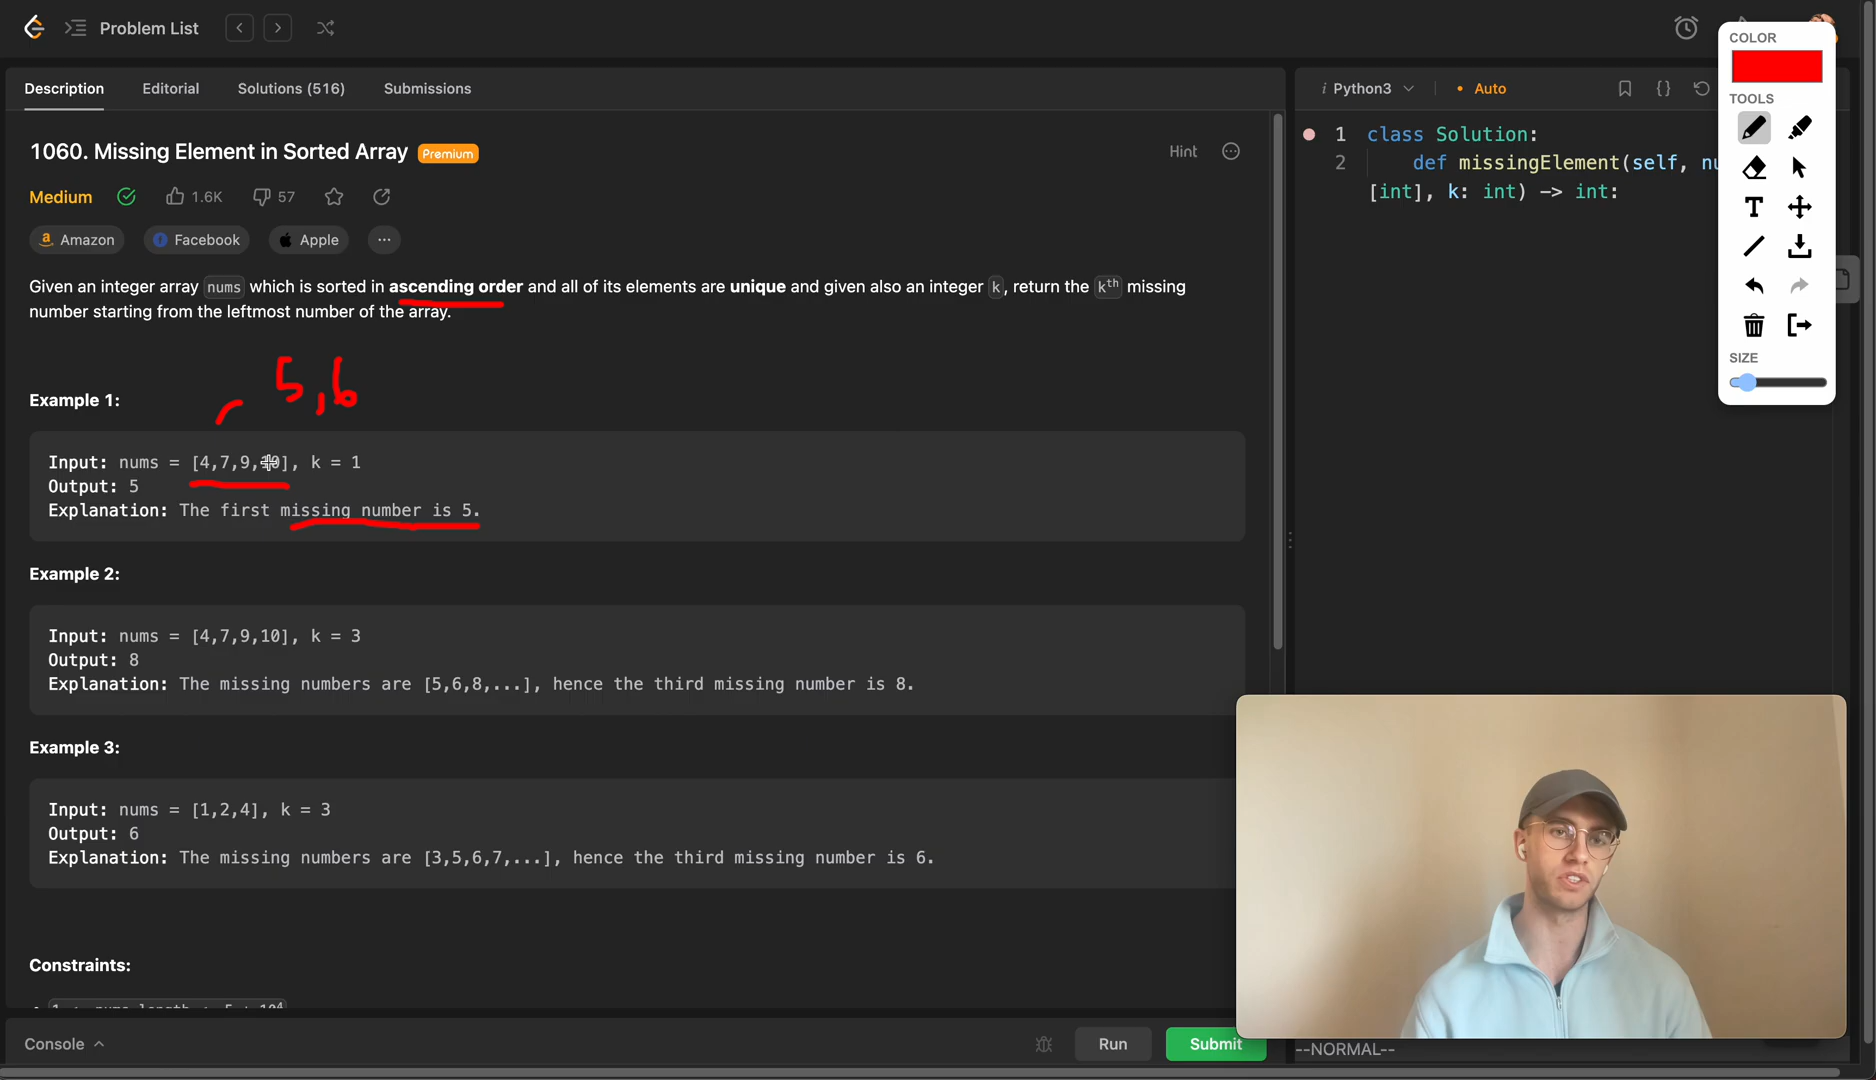 Problem List
Description Editorial Solutions (516) Submissions
1060. Missing Element in Sorted Array Premium
Hint
Medium 1.6K 57
Amazon Facebook Apple ...
Given an integer array nums which is sorted in ascending order and all of its elements are unique and given also an integer k, return the kth missing
number starting from the leftmost number of the array.
5,6
Example 1:
Input: nums = [4,7,9,10], k = 1
Output: 5
Explanation: The first missing number is 5.
Example 2:
Input: nums = [4,7,9,10], k = 3
Output: 8
Explanation: The missing numbers are [5,6,8,...], hence the third missing number is 8.
Example 3:
Input: nums = [1,2,4], k = 3
Output: 6
Explanation: The missing numbers are [3,5,6,7,...], hence the third missing number is 6.
Constraints:
Console Run Submit
i Python3 • Auto {}
1 class Solution:
2 def missingElement(self, nu
[int], k: int) -> int:
--NORMAL--
COLOR
TOOLS
T
SIZE